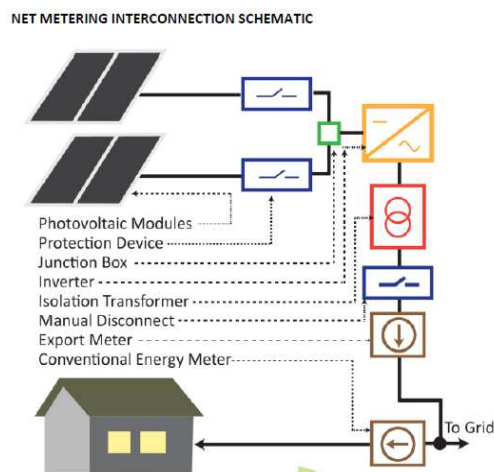 NET METERING INTERCONNECTION SCHEMATIC
Photovoltaic Modules
Protection Device
Junction Box
Inverter
Isolation Transformer
Manual Disconnect
Export Meter
Conventional Energy Meter
To Grid